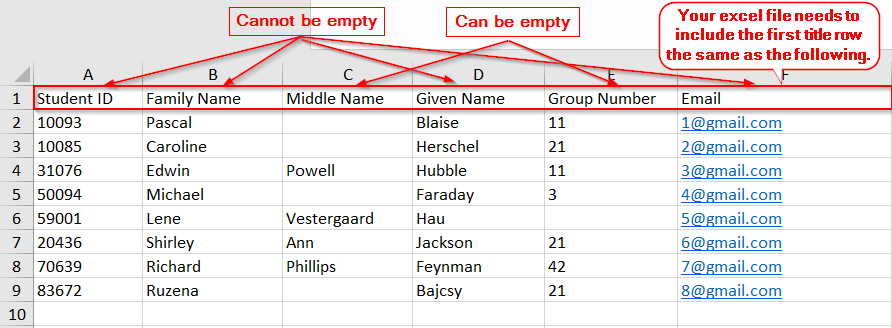 Cannot be empty
Can be empty
Your excel file needs to
include the first title row
the same as the following.
A B C D E F
1 Student ID Family Name Middle Name Given Name Group Number Email
2 10093 Pascal Blaise 11 1@gmail.com
3 10085 Caroline Herschel 21 2@gmail.com
4 31076 Edwin Powell Hubble 11 3@gmail.com
5 50094 Michael Faraday 3 4@gmail.com
6 59001 Lene Vestergaard Hau 5@gmail.com
7 20436 Shirley Ann Jackson 21 6@gmail.com
8 70639 Richard Phillips Feynman 42 7@gmail.com
9 83672 Ruzena Bajcsy 21 8@gmail.com
10